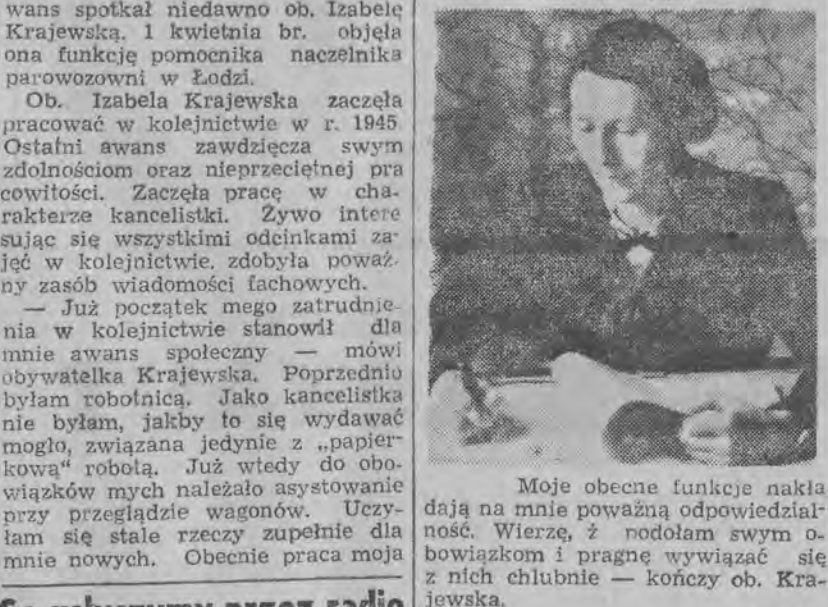 wans spotkał niedawno ob. Izabelę
Krajewską. 1 kwietnia br. objęła
ona funkcję pomocnika naczelnika
parowozowni w Łodzi.
Ob. Izabela Krajewska zaczęła
pracować w kolejnictwie w r. 1945
Ostatni awans zawdzięcza swym
zdolnościom oraz nieprzeciętnej pra
cowitości. Zaczęła pracę w cha-
rakterze kancelistki. Żywo intere
sując się wszystkimi odcinkami za-
jęć w kolejnictwie, zdobyła poważ-
ny zasób wiadomości fachowych.
— Już początek mego zatrudnie-
nia w kolejnictwie stanowił dla
mnie awans społeczny — mówi
obywatelka Krajewska. Poprzednio
byłam robotnicą. Jako kancelistka
nie byłam, jakby to się wydawać
mogło, związana jedynie z „papier-
kową" robotą. Już wtedy do obo-
wiązków mych należało asystowanie
przy przeglądzie wagonów. Uczy-
łam się stale rzeczy zupełnie dla
mnie nowych. Obecnie praca moja
przez radio
Moje obecne funkcje nakła
dają na mnie poważną odpowiedzial-
ność. Wierzę, ż podołam swym o-
bowiązkom i pragnę wywiązać się
z nich chlubnie — kończy ob. Kra-
jewska.